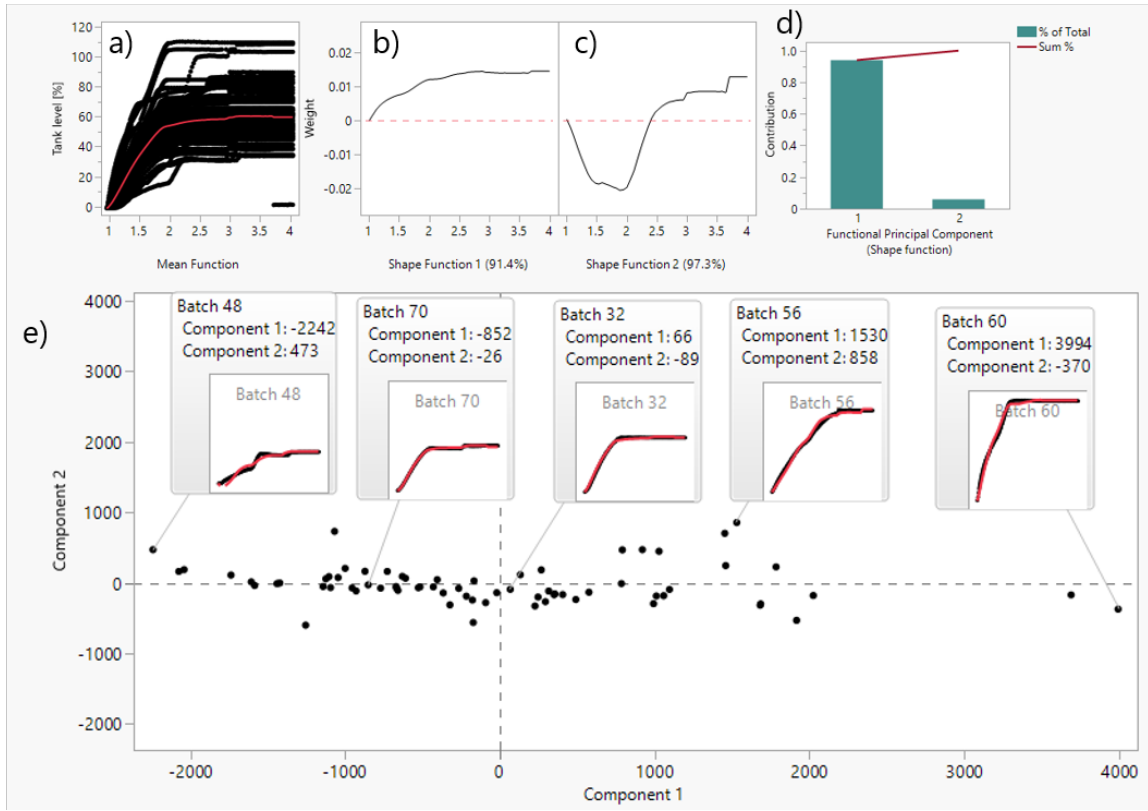 a)
120
100
80
60
40
20
0
Tank level [%]
1 1.5 2 2.5 3 3.5 4
Mean Function
b)
0.02
0.01
0
-0.01
-0.02
Weight
1 1.5 2 2.5 3 3.5 4
Shape Function 1 (91.4%)
c)
1 1.5 2 2.5 3 3.5 4
Shape Function 2 (97.3%)
d)
1.0
0.8
0.6
0.4
0.2
0
Contribution
1 2
Functional Principal Component
(Shape function)
% of Total
Sum %
e)
4000
3000
2000
1000
0
-1000
-2000
Component 2
Batch 48
Component 1: -2242
Component 2: 473
Batch 48
Batch 70
Component 1: -852
Component 2: -26
Batch 70
Batch 32
Component 1: 66
Component 2: -89
Batch 32
Batch 56
Component 1: 1530
Component 2: 858
Batch 56
Batch 60
Component 1: 3994
Component 2: -370
Batch 60
-2000 -1000 0 1000 2000 3000 4000
Component 1